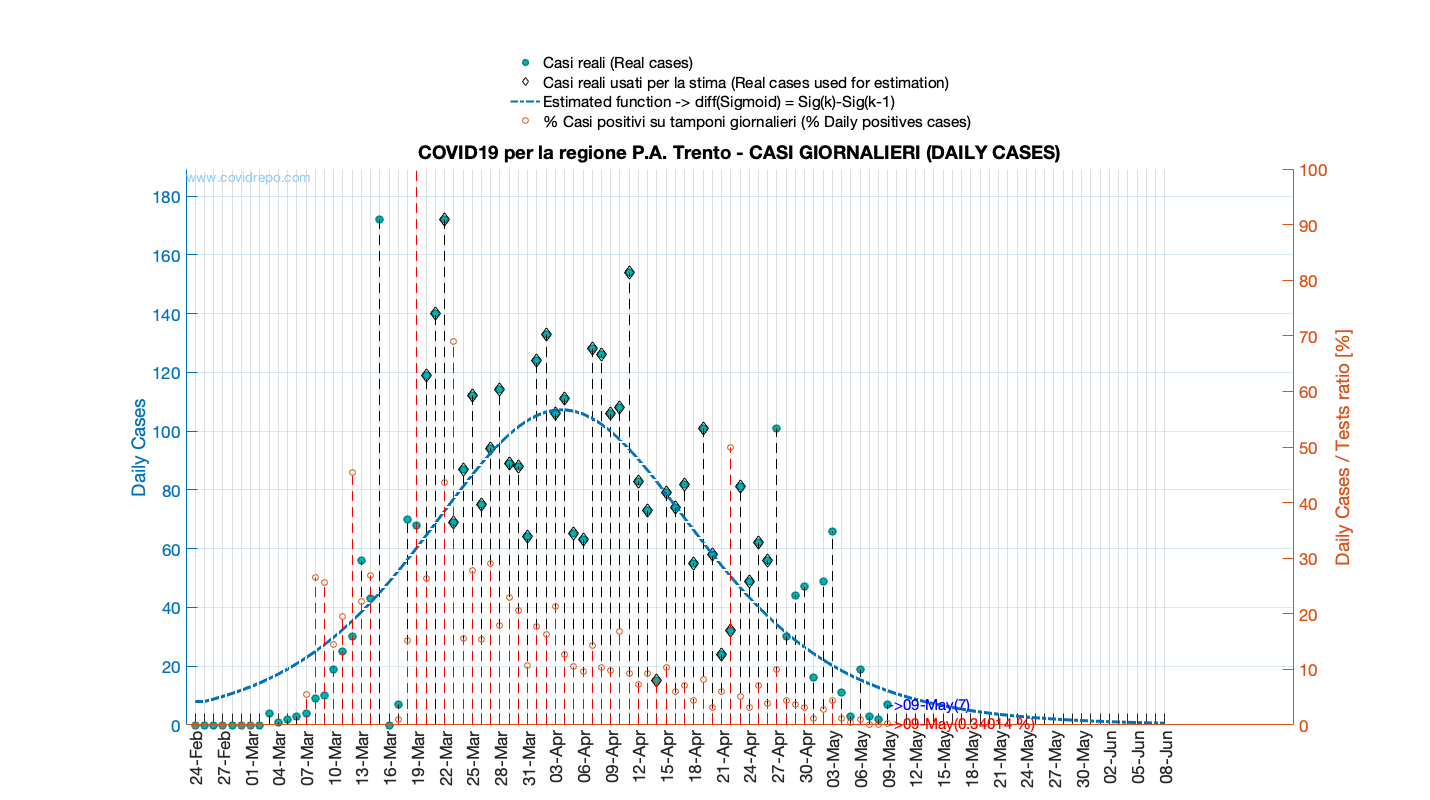 Casi reali (Real cases)
Casi reali usati per la stima (Real cases used for estimation)
Estimated function -> diff(Sigmoid) = Sig(k)-Sig(k-1)
% Casi positivi su tamponi giornalieri (% Daily positives cases)
COVID19 per la regione P.A. Trento - CASI GIORNALIERI (DAILY CASES)
www.covidrepo.com
Daily Cases
180
160
140
120
100
80
60
40
20
0
100
90
80
70
60
50
40
30
20
10
0
Daily Cases / Tests ratio [%]
->09-May(7)
->09-May(0.34014 %)
24-Feb
27-Feb
01-Mar
04-Mar
07-Mar
10-Mar
13-Mar
16-Mar
19-Mar
22-Mar
25-Mar
28-Mar
31-Mar
03-Apr
06-Apr
09-Apr
12-Apr
15-Apr
18-Apr
21-Apr
24-Apr
27-Apr
30-Apr
03-May
06-May
09-May
12-May
15-May
18-May
21-May
24-May
27-May
30-May
02-Jun
05-Jun
08-Jun